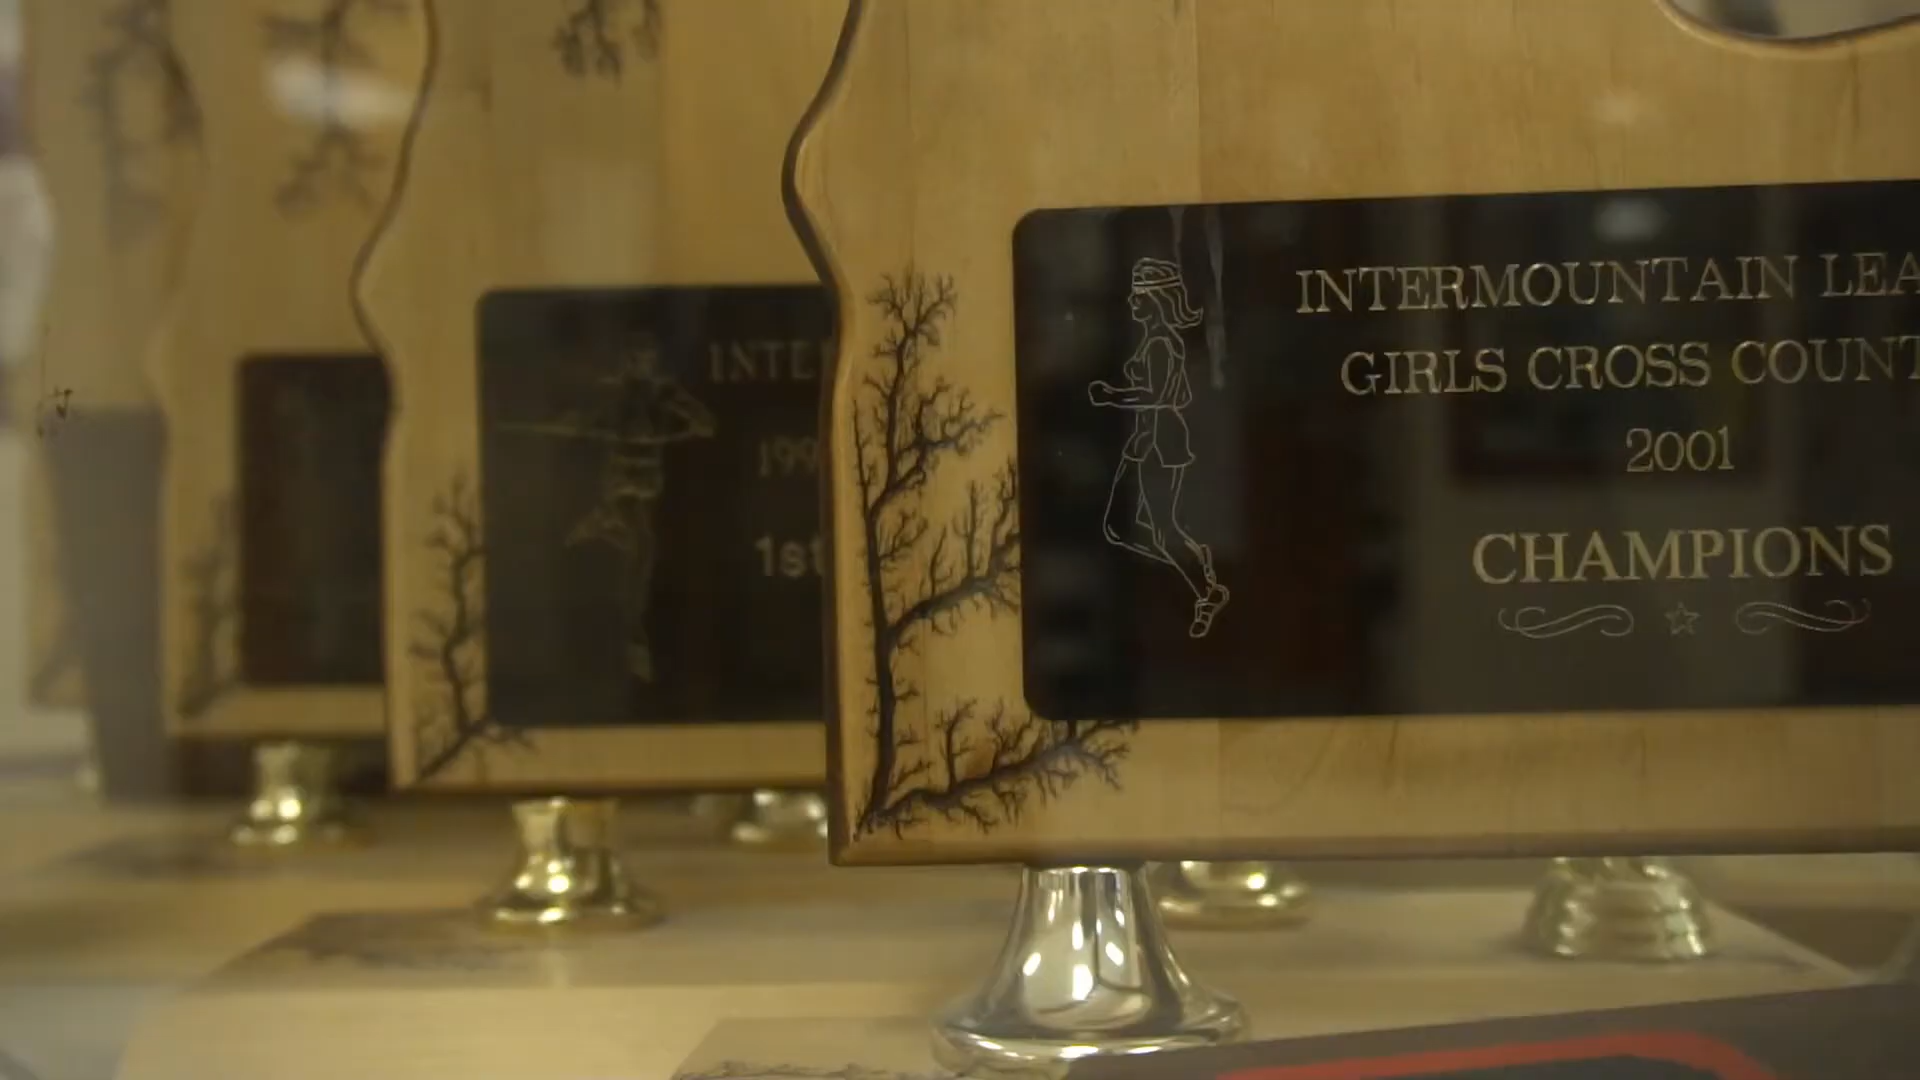 INTERMOUNTAIN LEA
GIRLS CROSS COUNT
2001
CHAMPIONS
INTE
199
1st